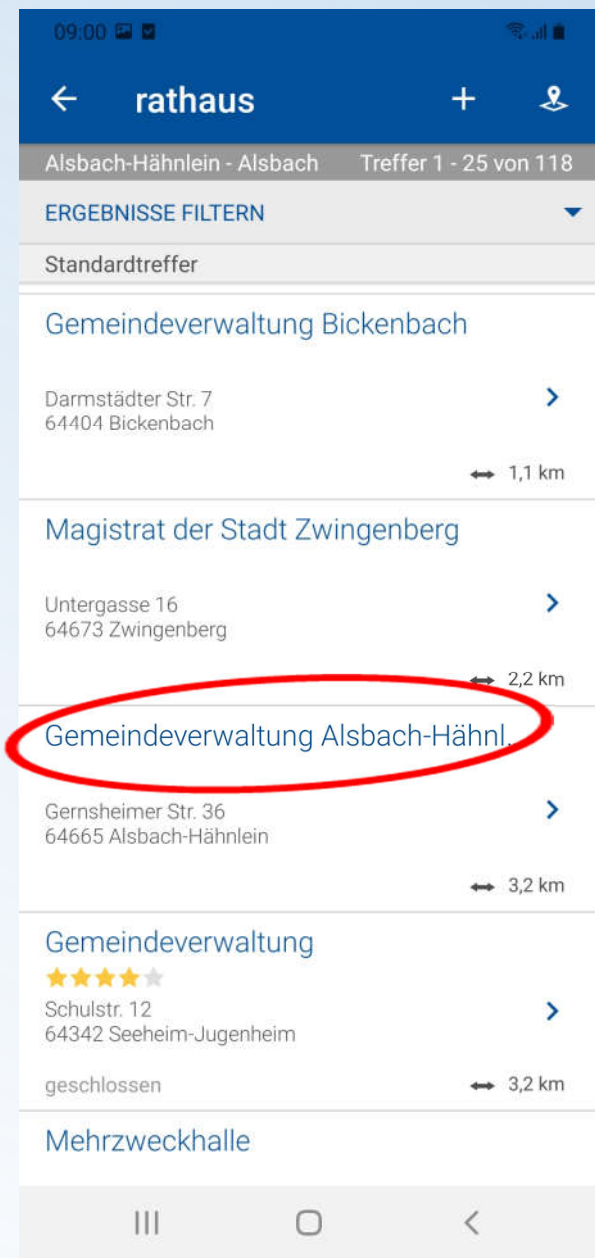 09:00
rathaus
Alsbach-Hähnlein - Alsbach Treffer 1 - 25 von 118
ERGEBNISSE FILTERN
Standardtreffer
Gemeindeverwaltung Bickenbach
Darmstädter Str. 7
64404 Bickenbach
1,1 km
Magistrat der Stadt Zwingenberg
Untergasse 16
64673 Zwingenberg
2,2 km
Gemeindeverwaltung Alsbach-Hähnl.
Gernsheimer Str. 36
64665 Alsbach-Hähnlein
3,2 km
Gemeindeverwaltung
Schulstr. 12
64342 Seeheim-Jugenheim
geschlossen 3,2 km
Mehrzweckhalle